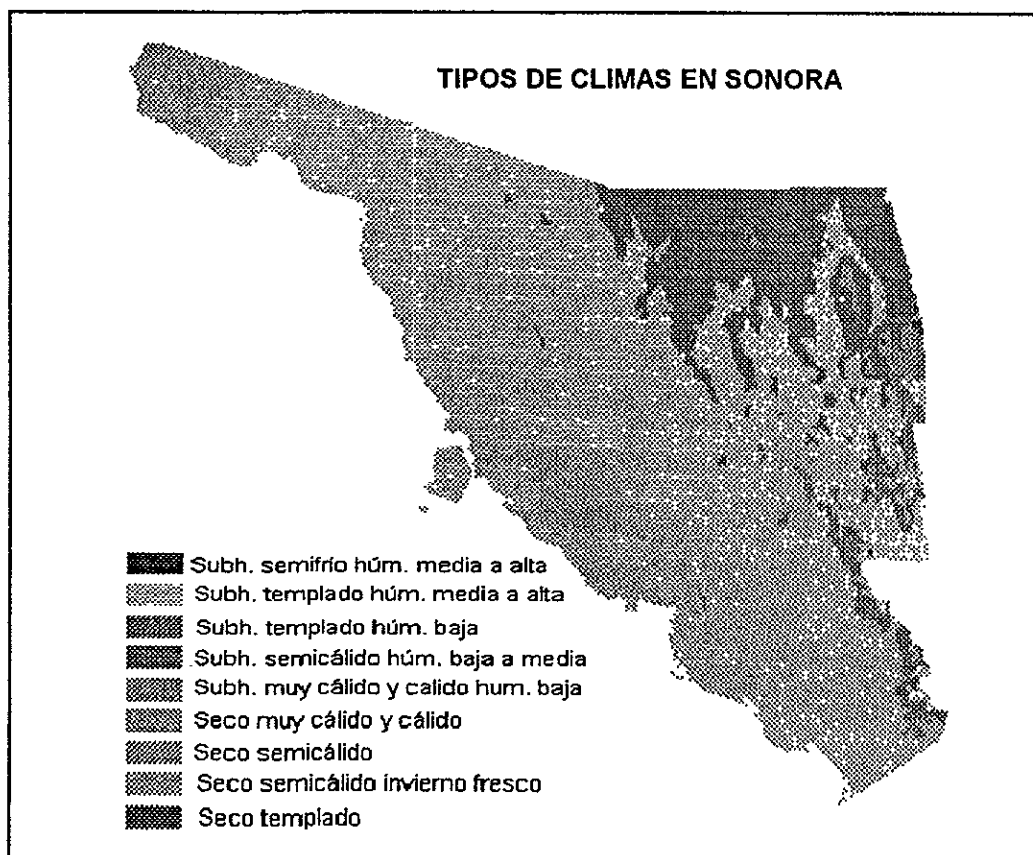 TIPOS DE CLIMAS EN SONORA
Subh. semifrío húm. media a alta
Subh. templado húm. media a alta
Subh. templado húm. baja
Subh. semicálido húm. baja a media
Subh. muy cálido y calido hum. baja
Seco muy cálido y cálido
Seco semicálido
Seco semicálido invierno fresco
Seco templado